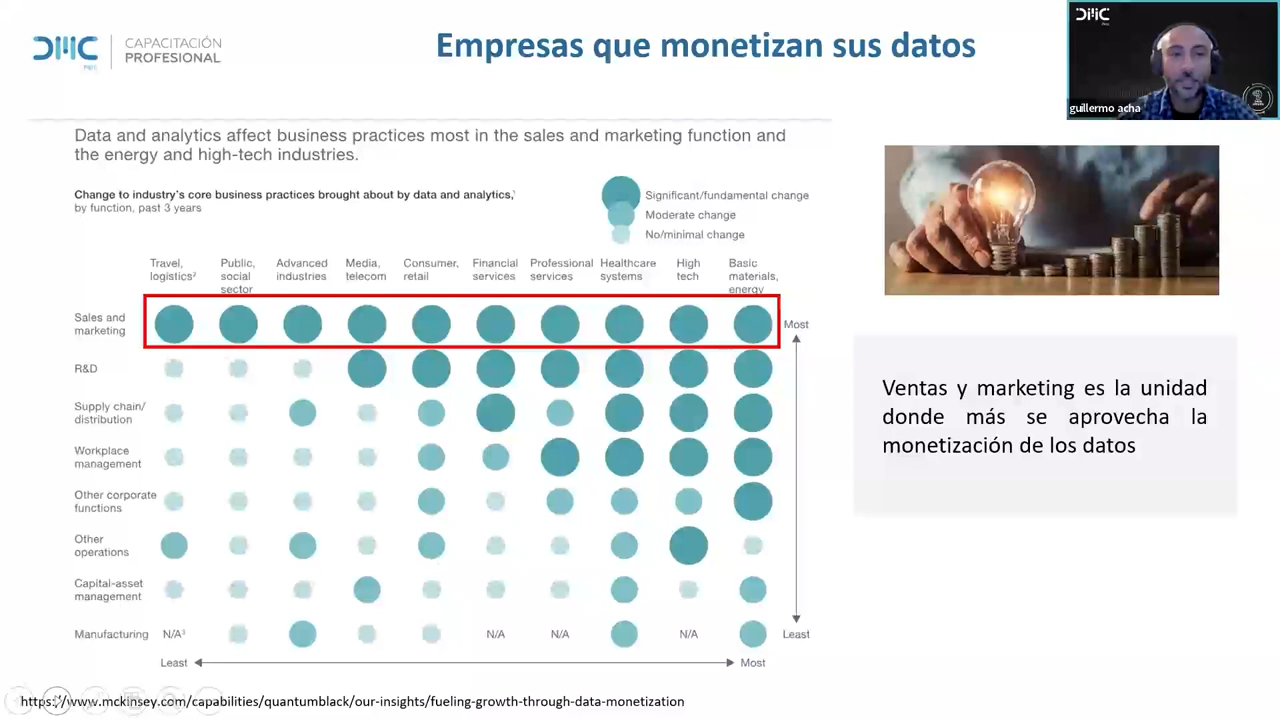 DMC
PERÚ
CAPACITACIÓN
PROFESIONAL
Empresas que monetizan sus datos
DMC
guillermo acha
Data and analytics affect business practices most in the sales and marketing function and
the energy and high-tech industries.
Change to industry's core business practices brought about by data and analytics,¹
by function, past 3 years
Significant/fundamental change
Moderate change
No/minimal change
Travel,
logistics²
Public,
social
sector
Advanced
industries
Media,
telecom
Consumer,
retail
Financial
services
Professional
services
Healthcare
systems
High
tech
Basic
materials,
energy
Sales and
marketing
Most
R&D
Supply chain/
distribution
Workplace
management
Other corporate
functions
Other
operations
Capital-asset
management
Manufacturing
N/A³
N/A
N/A
N/A
Least
Least
Most
Ventas y marketing es la unidad
donde más se aprovecha la
monetización de los datos
https://www.mckinsey.com/capabilities/quantumblack/our-insights/fueling-growth-through-data-monetization